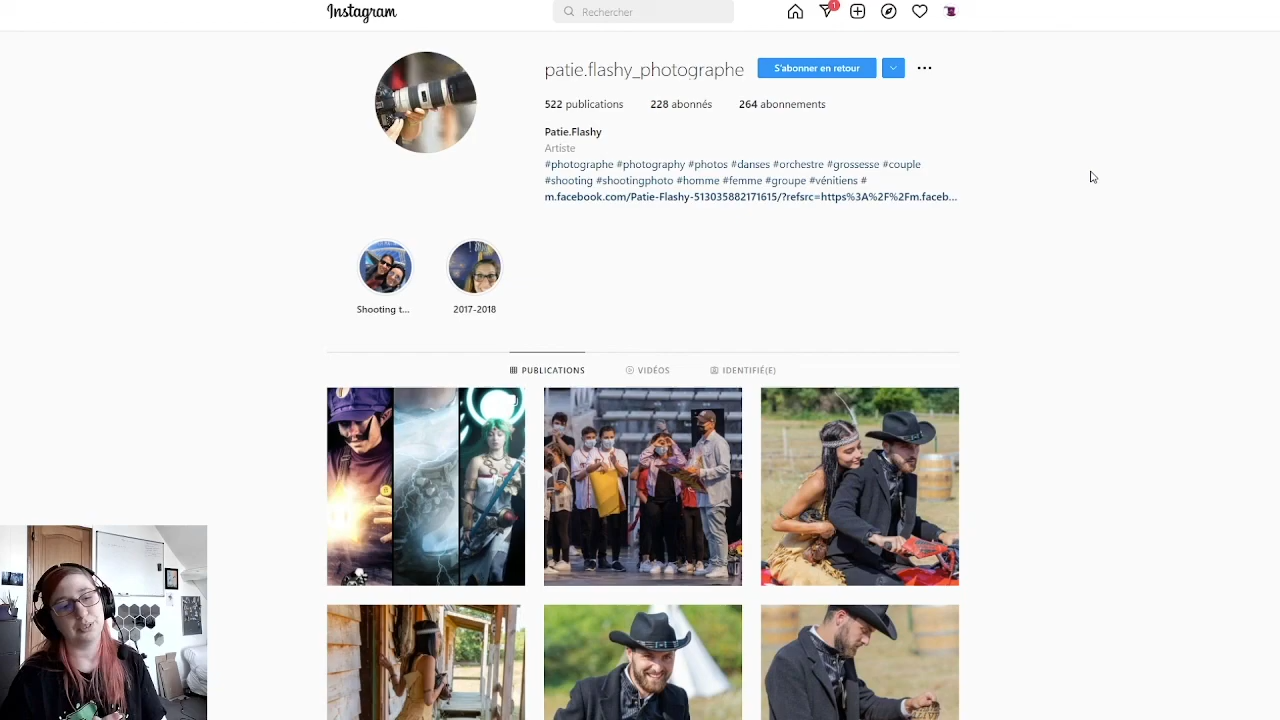 Instagram
Rechercher
1
patie.flashy_photographe
S'abonner en retour
522 publications
228 abonnés
264 abonnements
Patie.Flashy
Artiste
#photographe #photography #photos #danses #orchestre #grossesse #couple
#shooting #shootingphoto #homme #femme #groupe #vénitiens #
m.facebook.com/Patie-Flashy-513035882171615/?refsrc=https%3A%2F%2Fm.faceb...
Shooting t...
2017-2018
PUBLICATIONS
VIDÉOS
IDENTIFIÉ(E)